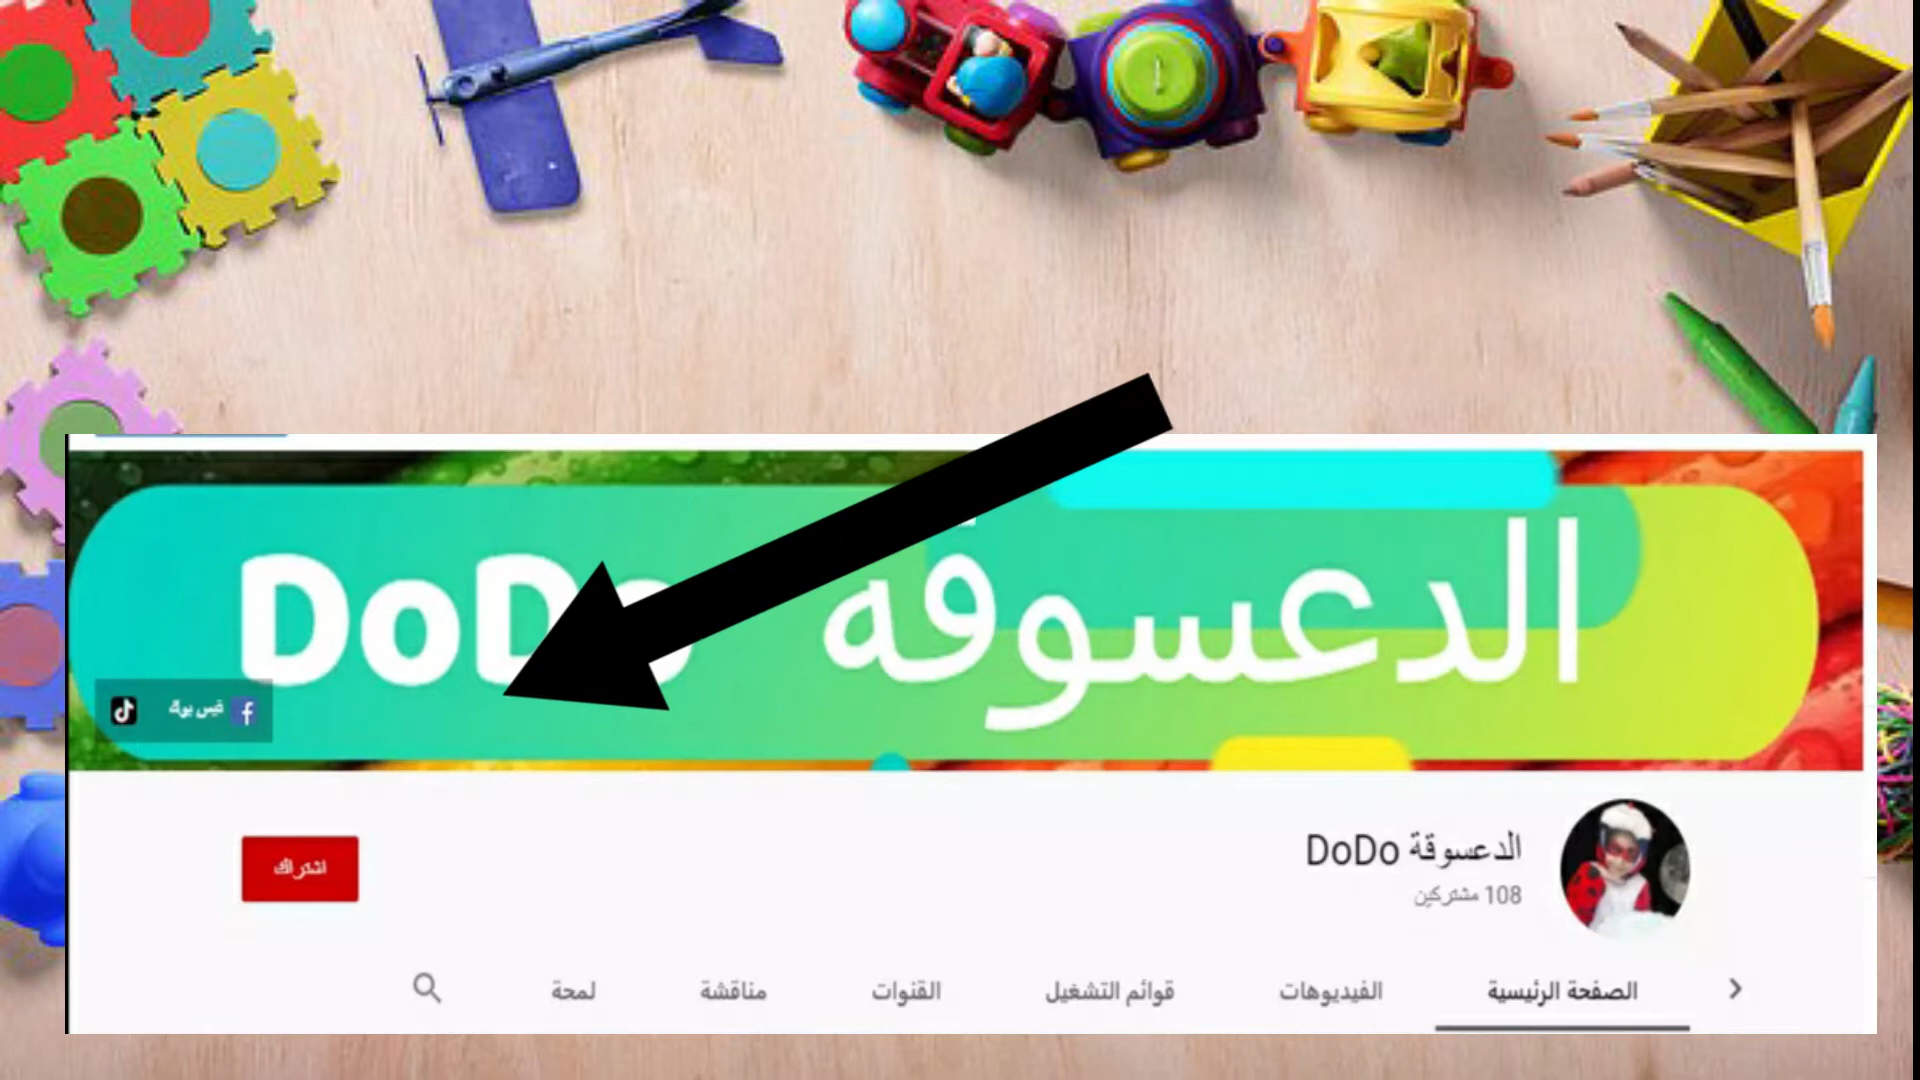 الدعسوقة DoDo
فيس بوك
الدعسوقة DoDo
108 مشتركين
اشتراك
الصفحة الرئيسية الفيديوهات قوائم التشغيل القنوات مناقشة لمحة